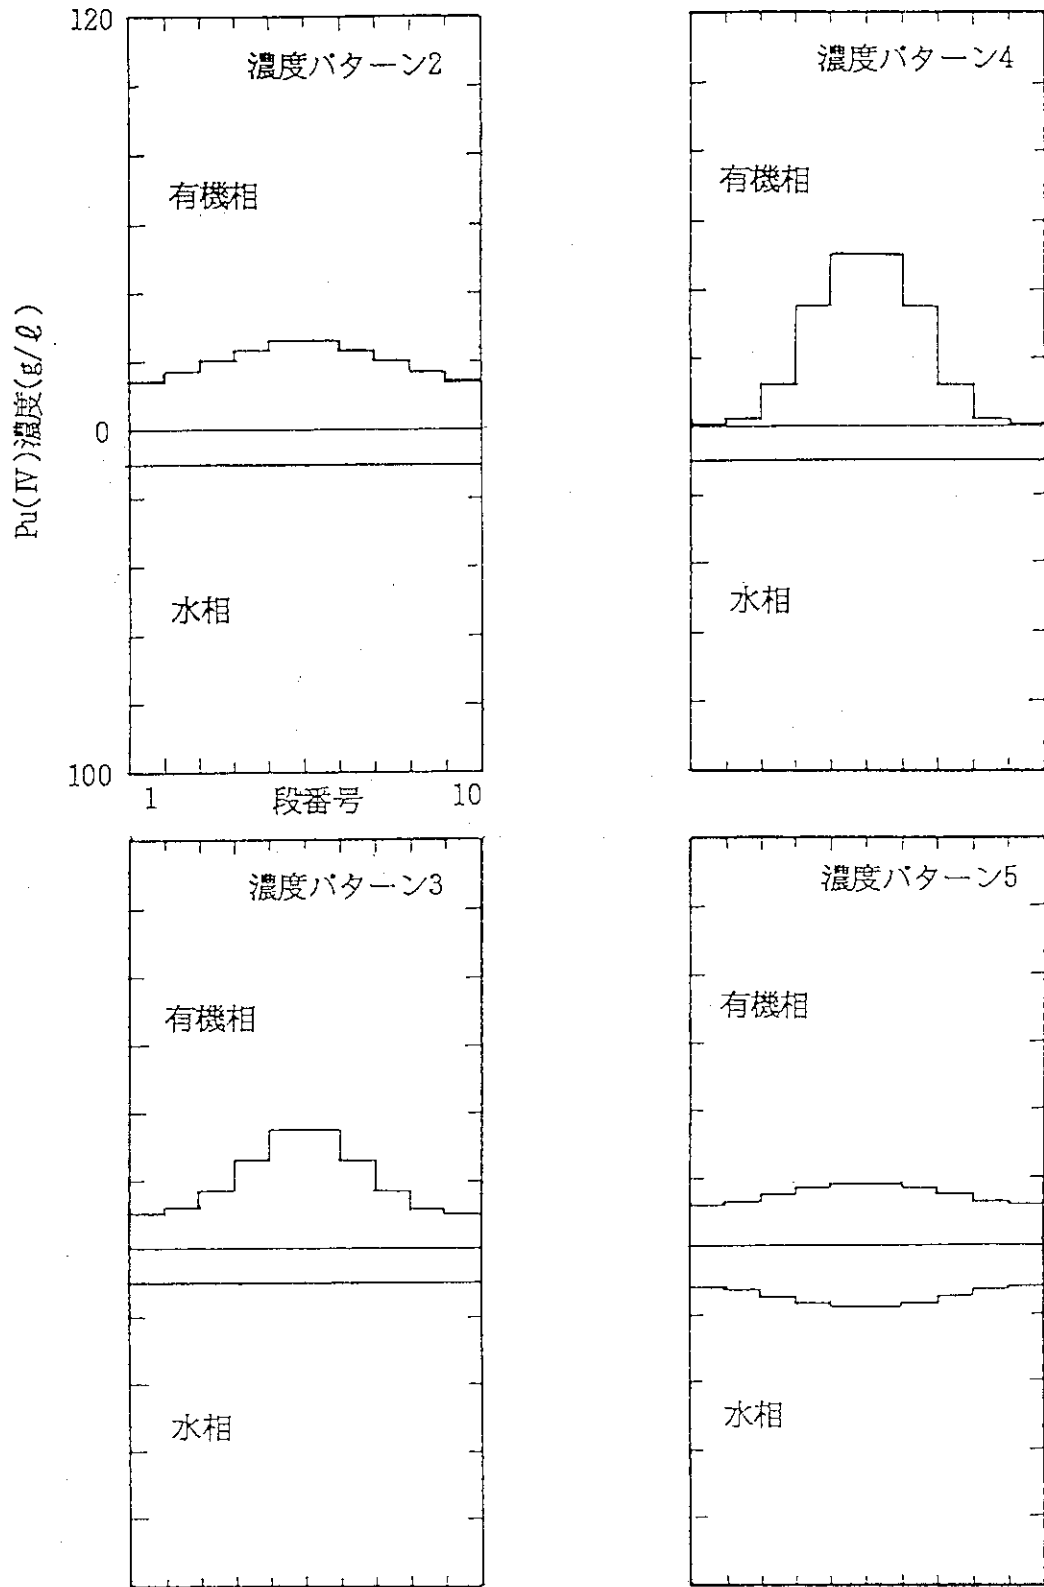 120
濃度パターン2
有機相
Pu(Ⅳ)濃度(g/ℓ)
0
水相
100
1
段番号
10
濃度パターン4
有機相
水相
濃度パターン3
有機相
水相
濃度パターン5
有機相
水相